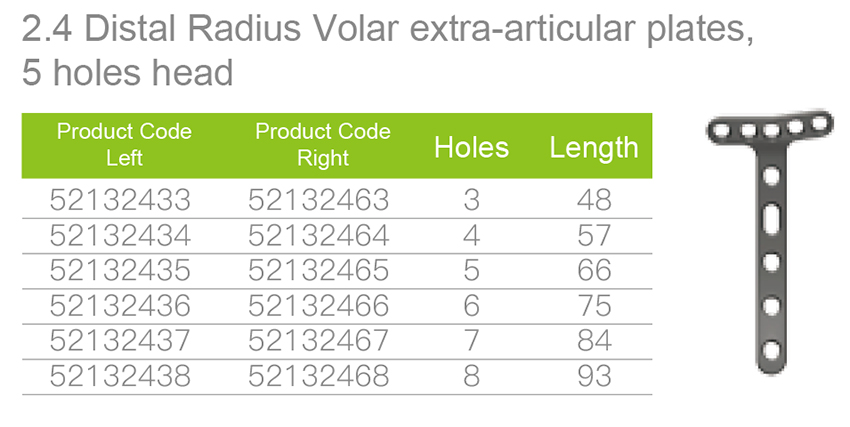 2.4 Distal Radius Volar extra-articular plates,
5 holes head
Product Code Left Product Code Right Holes Length
52132433 52132463 3 48
52132434 52132464 4 57
52132435 52132465 5 66
52132436 52132466 6 75
52132437 52132467 7 84
52132438 52132468 8 93